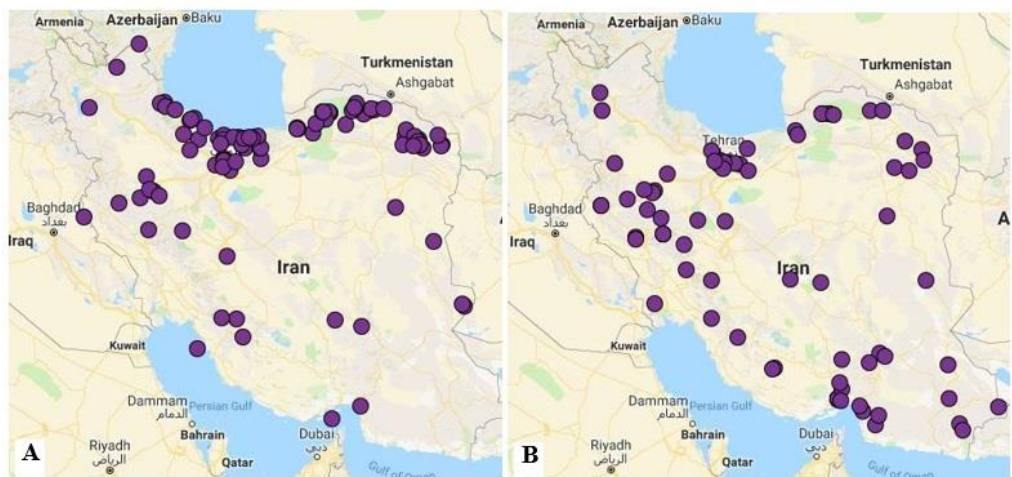 Armenia
Azerbaijan
Baku
Turkmenistan
Ashgabat
Baghdad
بغداد
Iraq
Iran
Kuwait
Dammam
الدمام
Persian Gulf
Bahrain
Dubai
دبي
Riyadh
الرياض
Qatar
Gulf of Oman
A
A
Armenia
Azerbaijan
Baku
Turkmenistan
Ashgabat
Tehran
Baghdad
بغداد
Iraq
A
Iran
Kuwait
Dammam
الدمام
Persian Gulf
Bahrain
Dubai
دبي
Riyadh
الرياض
Qatar
Gulf of Oman
B